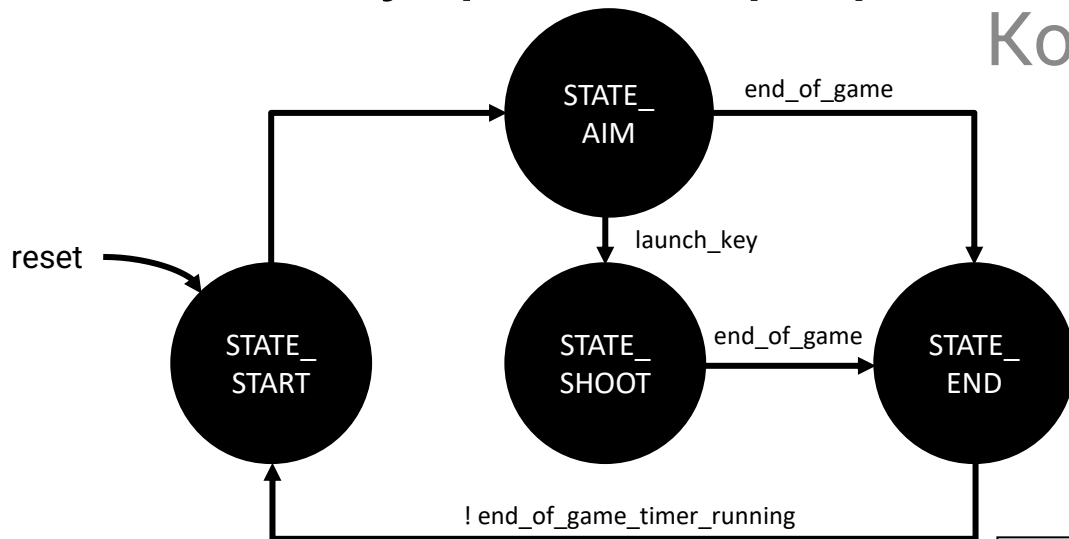 Ko
STATE_
AIM
end_of_game
launch_key
reset
STATE_
START
STATE_
SHOOT
end_of_game
STATE_
END
! end_of_game_timer_running